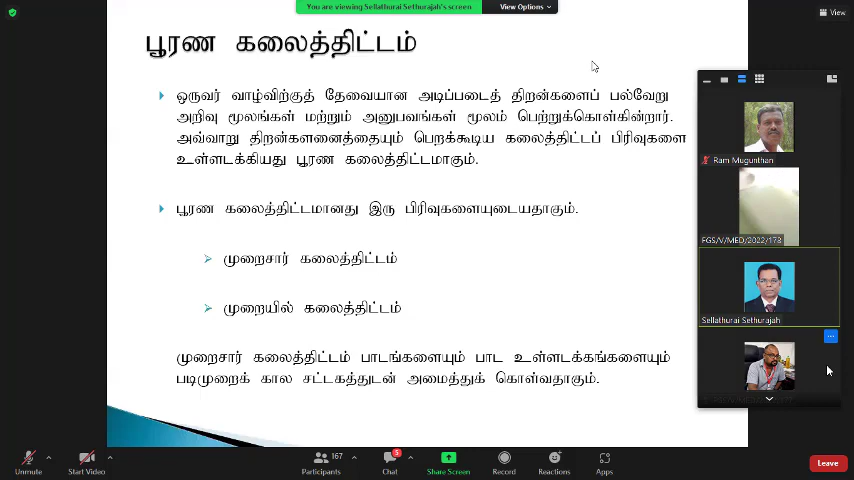 You are viewing Sellathurai Sethurajah's screen
View Options
View
பூரண கலைத்திட்டம்
ஒருவர் வாழ்விற்குத் தேவையான அடிப்படைத் திறன்களைப் பல்வேறு
அறிவு மூலங்கள் மற்றும் அனுபவங்கள் மூலம் பெற்றுக்கொள்கின்றார்.
அவ்வாறு திறன்களனைத்தையும் பெறக்கூடிய கலைத்திட்டப் பிரிவுகளை
உள்ளடக்கியது பூரண கலைத்திட்டமாகும்.
பூரண கலைத்திட்டமானது இரு பிரிவுகளையுடையதாகும்.
முறைசார் கலைத்திட்டம்
முறையில் கலைத்திட்டம்
முறைசார் கலைத்திட்டம் பாடங்களையும் பாட உள்ளடக்கங்களையும்
படிமுறைக் கால சட்டகத்துடன் அமைத்துக் கொள்வதாகும்.
Ram Mugunthan
FGS/V/MED/2022/178
Sellathurai Sethurajah
Unmute
Start Video
167
Participants
5
Chat
Share Screen
Record
Reactions
Apps
Leave